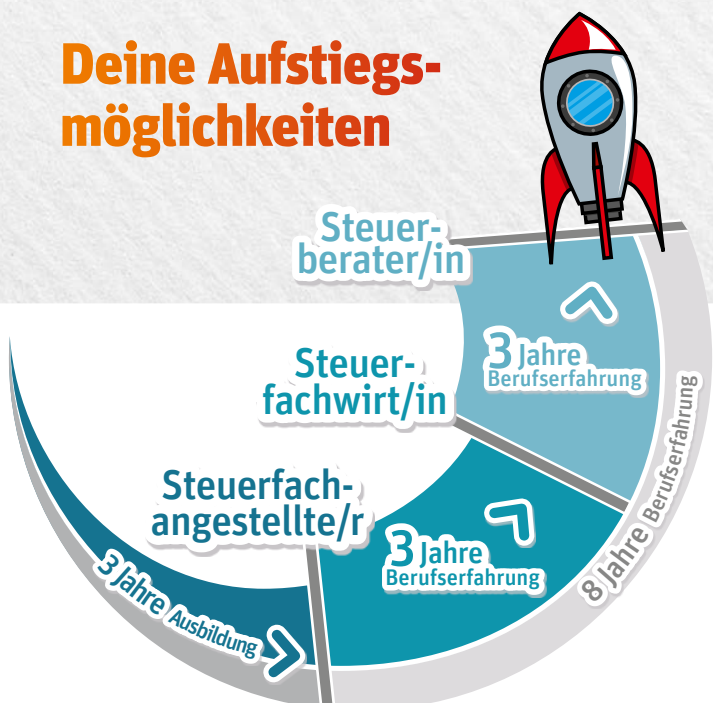 Deine Aufstiegs-
möglichkeiten
Steuer-
berater/in
3 Jahre
Berufserfahrung
Steuer-
fachwirt/in
8 Jahre Berufserfahrung
Steuerfach-
angestellte/r
3 Jahre
Berufserfahrung
3 Jahre Ausbildung